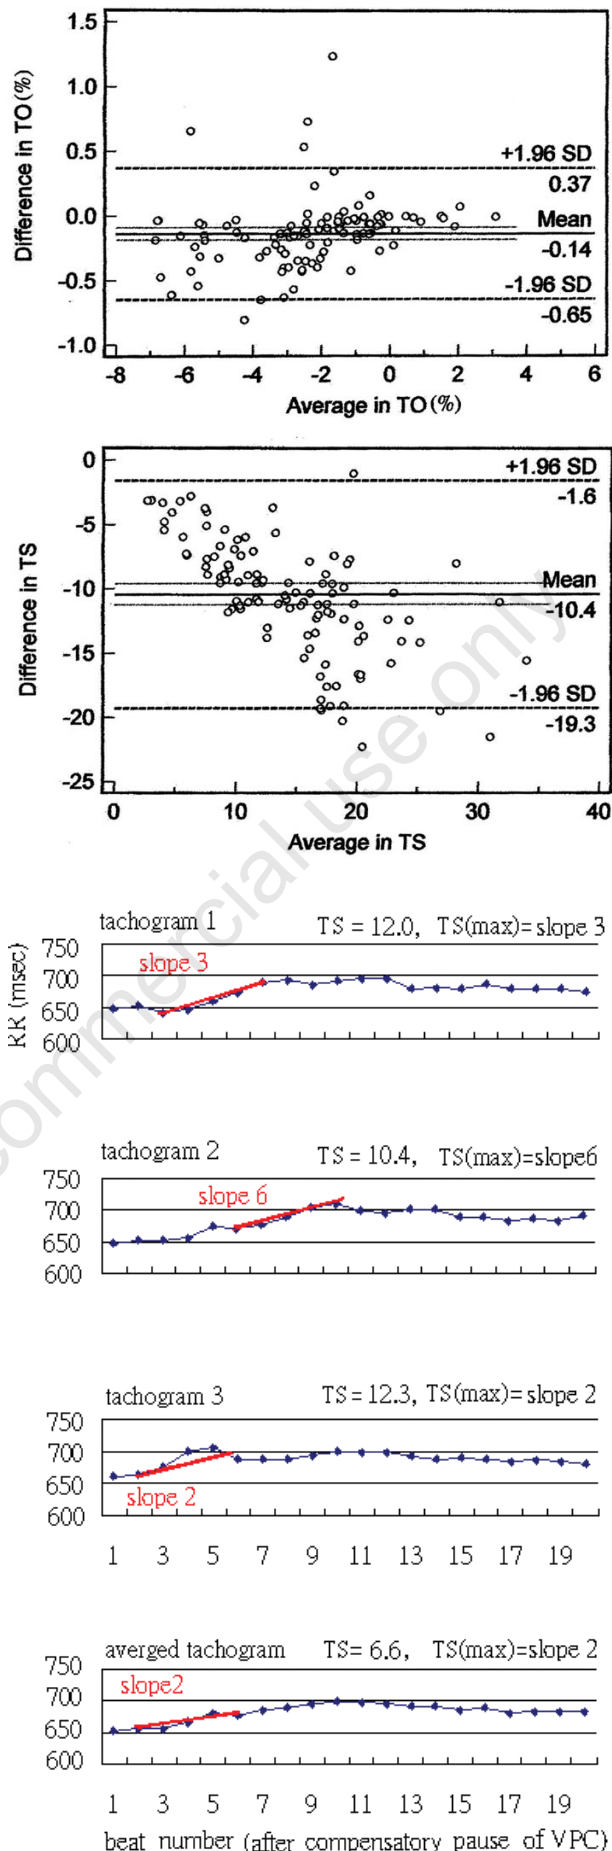 1.5
1.0
0.5
0.0
-0.5
-1.0
Difference in TO(%)
+1.96 SD
0.37
Mean
-0.14
-1.96 SD
-0.65
-8 -6 -4 -2 0 2 4 6
Average in TO(%)
0
-5
-10
-15
-20
-25
Difference in TS
+1.96 SD
-1.6
Mean
-10.4
-1.96 SD
-19.3
0 10 20 30 40
Average in TS
commercial use only
tachogram 1 TS = 12.0, TS(max)= slope 3
RR (msec)
750
700
650
600
slope 3
tachogram 2 TS = 10.4, TS(max)=slope6
750
700
650
600
slope 6
tachogram 3 TS = 12.3, TS(max)= slope 2
750
700
650
600
slope 2
1 3 5 7 9 11 13 15 17 19
averged tachogram TS= 6.6, TS(max)=slope 2
750
700
650
600
slope2
1 3 5 7 9 11 13 15 17 19
beat number (after compensatory pause of VPC)